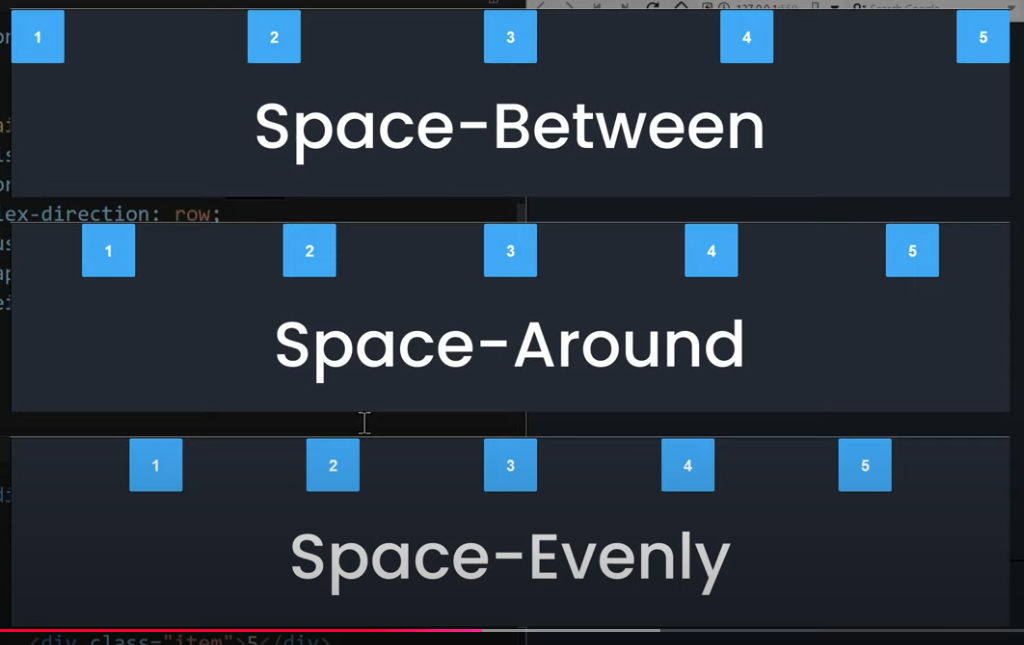 1 2 3 4 5
Space-Between
lex-direction: row;
1 2 3 4 5
Space-Around
1 2 3 4 5
Space-Evenly
<div class="item">5</div>